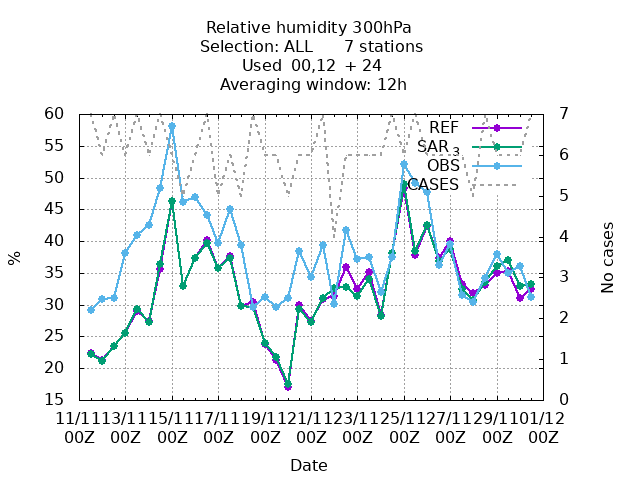 Relative humidity 300hPa
Selection: ALL 7 stations
Used 00,12 + 24
Averaging window: 12h
60 7
REF
55
SAR 3
6
OBS
50
CASES
5
45
4
40
% No cases
35
3
30
2
25
1
20
15 0
11/11 13/11 15/11 17/11 19/11 21/11 23/11 25/11 27/11 29/11 01/12
00Z 00Z 00Z 00Z 00Z 00Z 00Z 00Z 00Z 00Z 00Z
Date